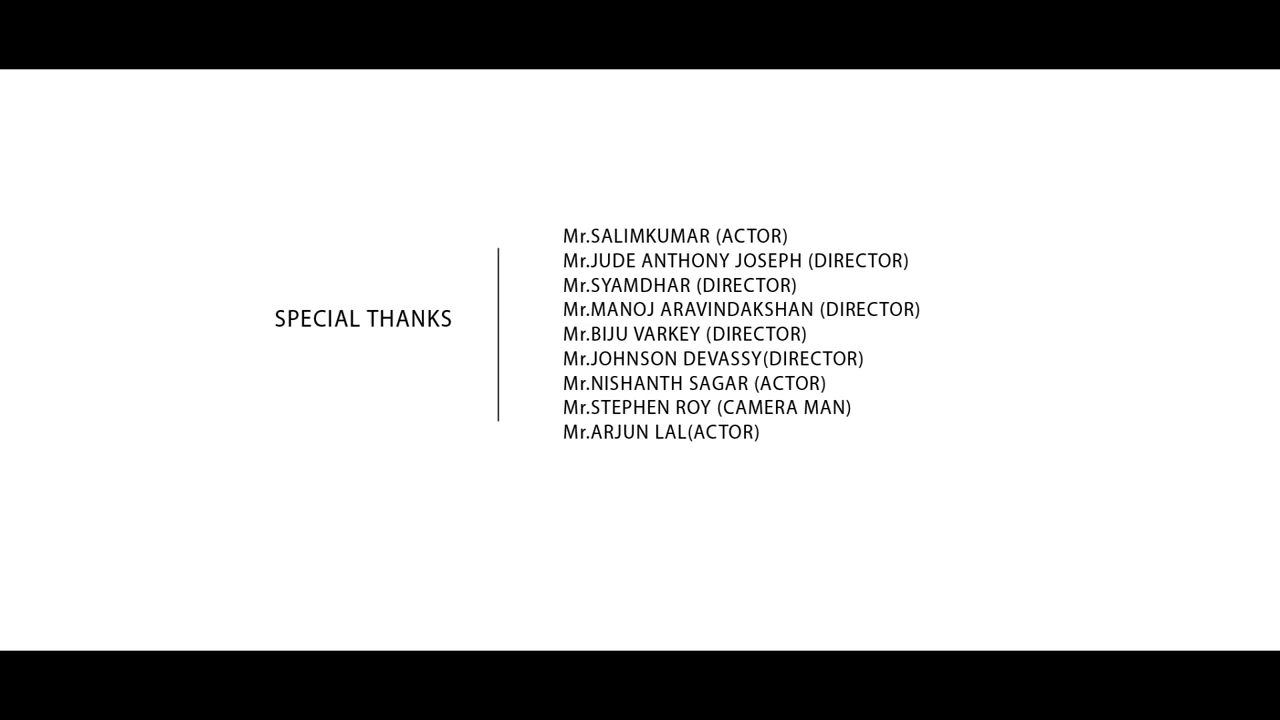 SPECIAL THANKS
Mr.SALIMKUMAR (ACTOR)
Mr.JUDE ANTHONY JOSEPH (DIRECTOR)
Mr.SYAMDHAR (DIRECTOR)
Mr.MANOJ ARAVINDAKSHAN (DIRECTOR)
Mr.BIJU VARKEY (DIRECTOR)
Mr.JOHNSON DEVASSY(DIRECTOR)
Mr.NISHANTH SAGAR (ACTOR)
Mr.STEPHEN ROY (CAMERA MAN)
Mr.ARJUN LAL(ACTOR)